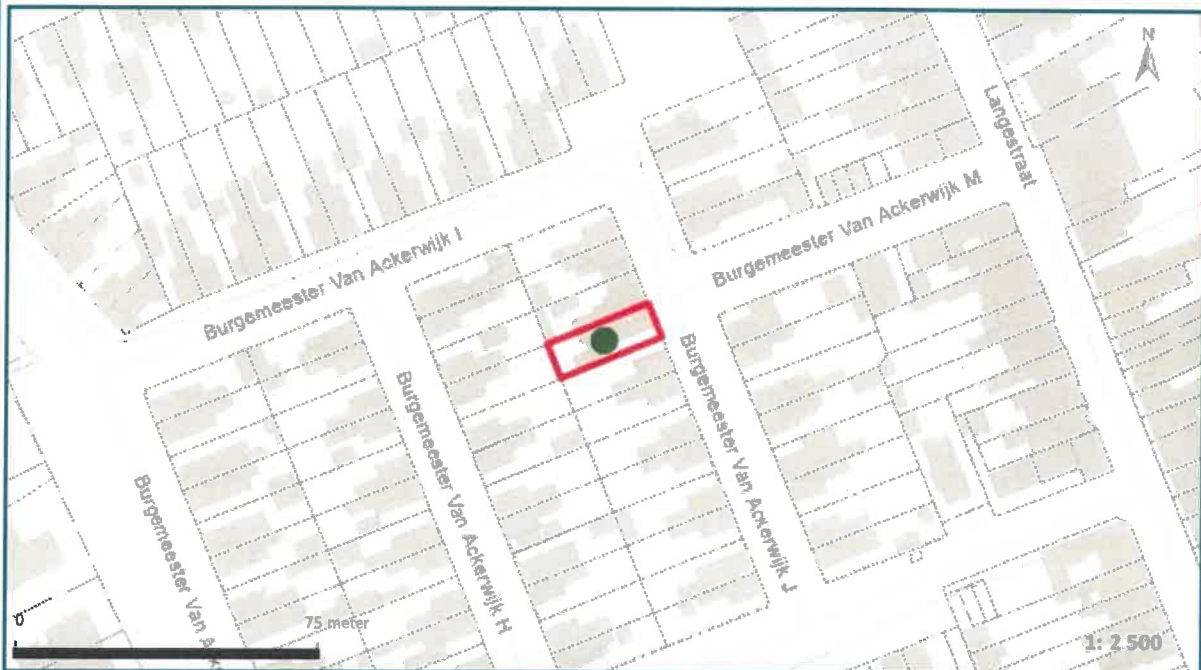 N
Langestraat
Burgemeester Van Ackerwijk M
Burgemeester Van Ackerwijk I
Burgemeester Van Ackerwijk J
Burgemeester Van Ackerwijk H
Burgemeester Van
0
75 meter
1: 2 500